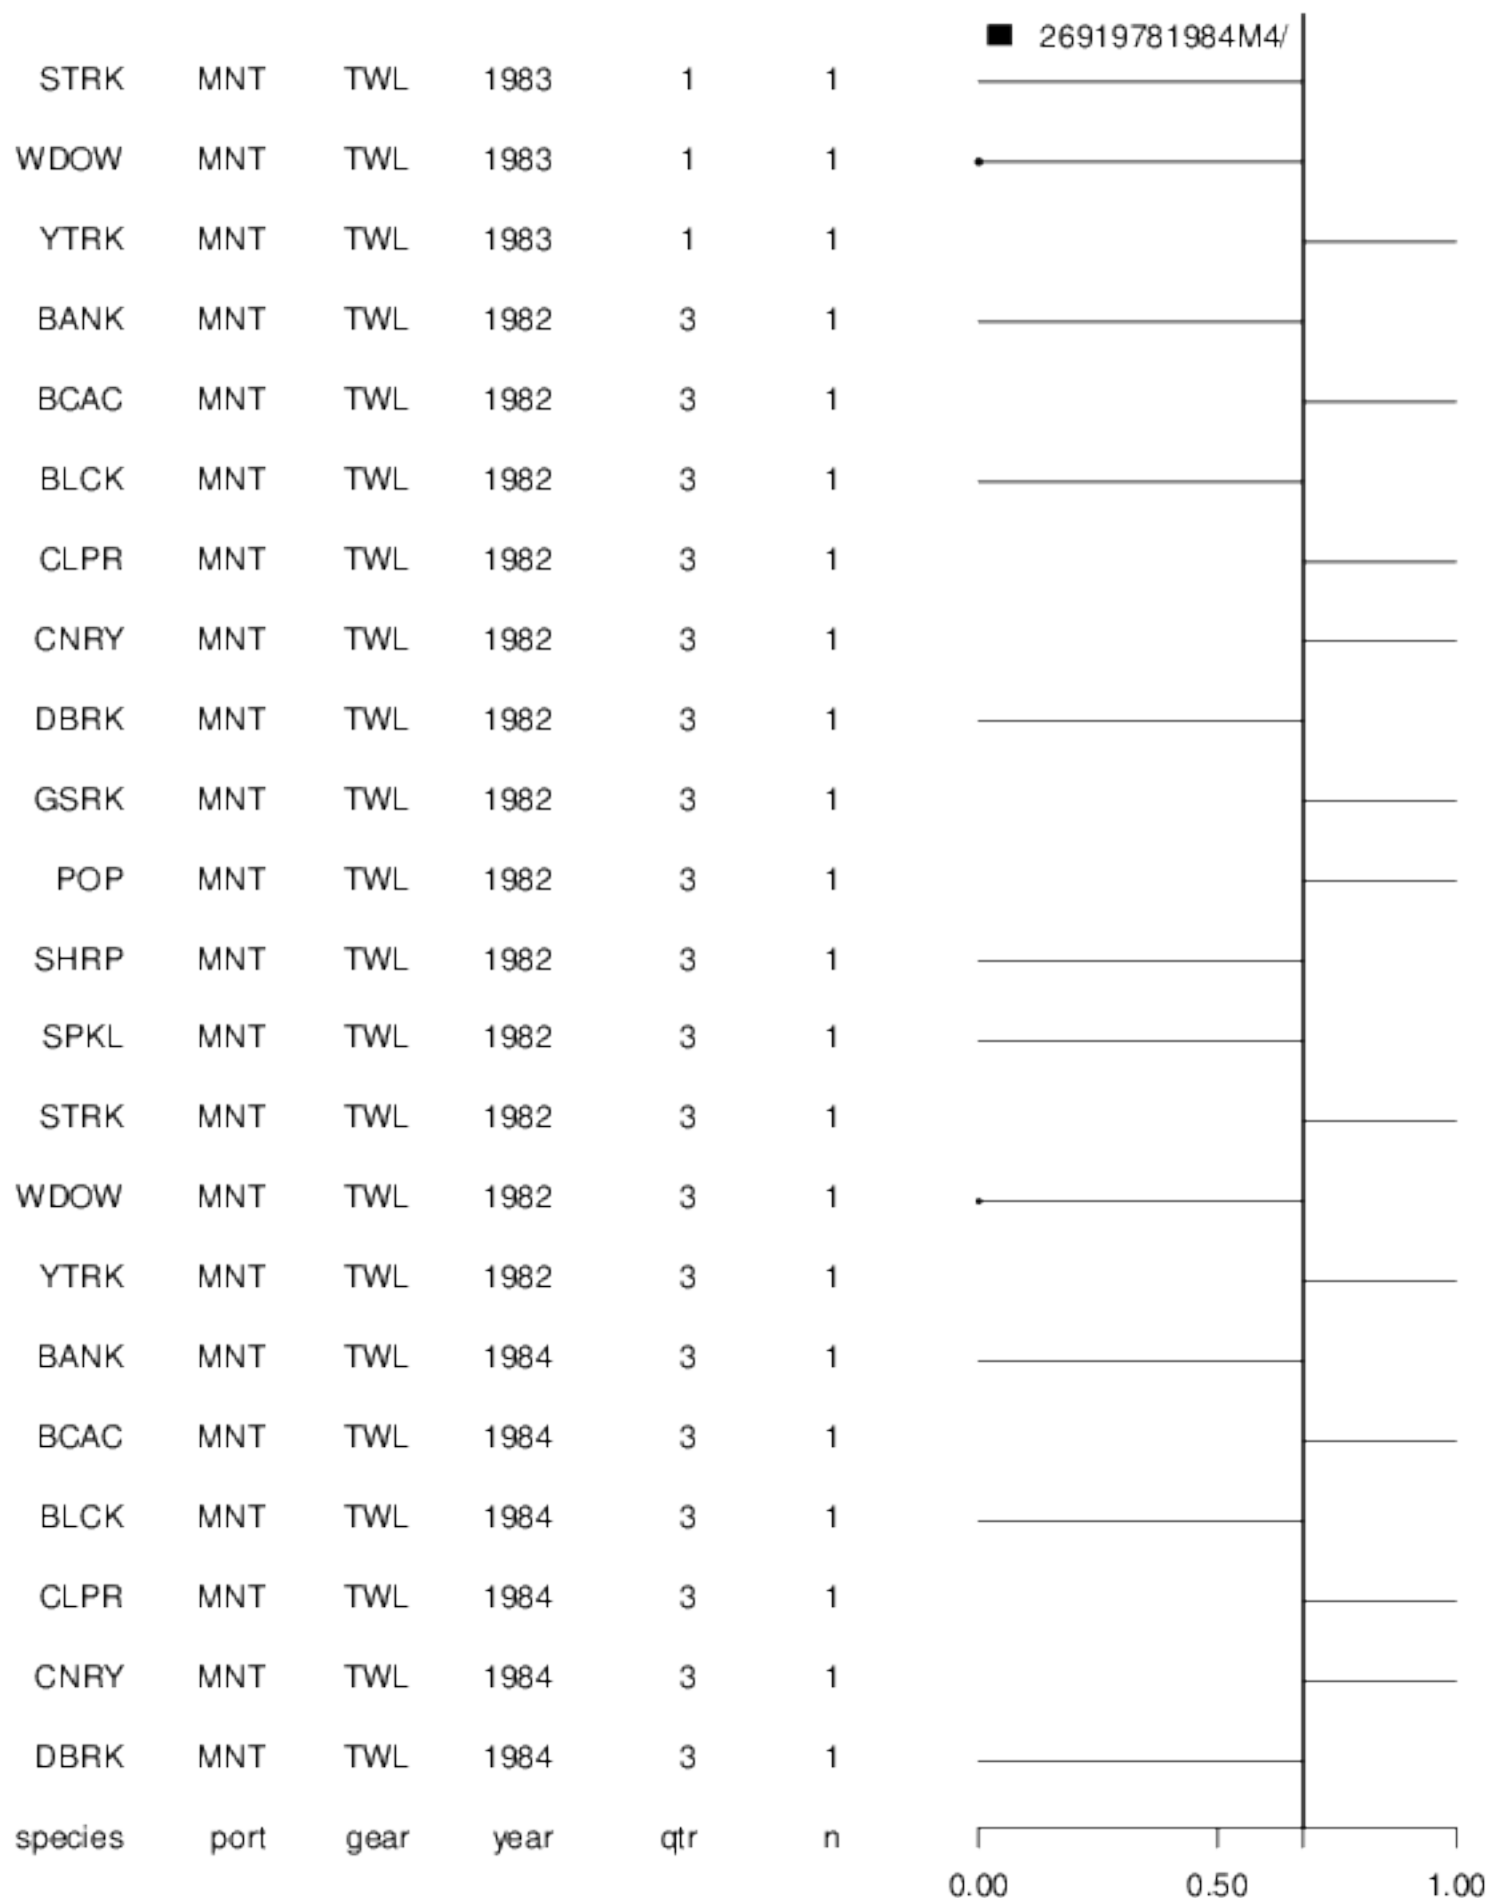 26919781984M4/
STRK MNT TWL 1983 1 1
WDOW MNT TWL 1983 1 1
YTRK MNT TWL 1983 1 1
BANK MNT TWL 1982 3 1
BCAC MNT TWL 1982 3 1
BLCK MNT TWL 1982 3 1
CLPR MNT TWL 1982 3 1
CNRY MNT TWL 1982 3 1
DBRK MNT TWL 1982 3 1
GSRK MNT TWL 1982 3 1
POP MNT TWL 1982 3 1
SHRP MNT TWL 1982 3 1
SPKL MNT TWL 1982 3 1
STRK MNT TWL 1982 3 1
WDOW MNT TWL 1982 3 1
YTRK MNT TWL 1982 3 1
BANK MNT TWL 1984 3 1
BCAC MNT TWL 1984 3 1
BLCK MNT TWL 1984 3 1
CLPR MNT TWL 1984 3 1
CNRY MNT TWL 1984 3 1
DBRK MNT TWL 1984 3 1
species port gear year qtr n
0.00 0.50 1.00